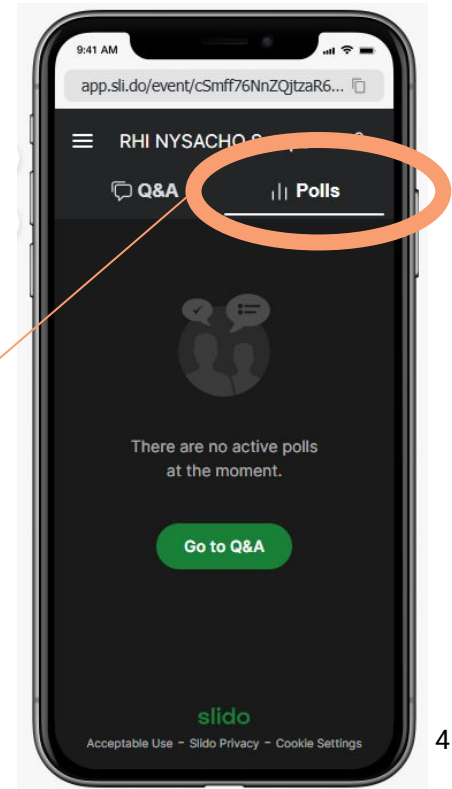 9:41 AM
app.sli.do/event/cSmff76NnZQjtzaR6...
RHI NYSACHO
Q&A
Polls
There are no active polls
at the moment.
Go to Q&A
slido
Acceptable Use - Slido Privacy - Cookie Settings
4